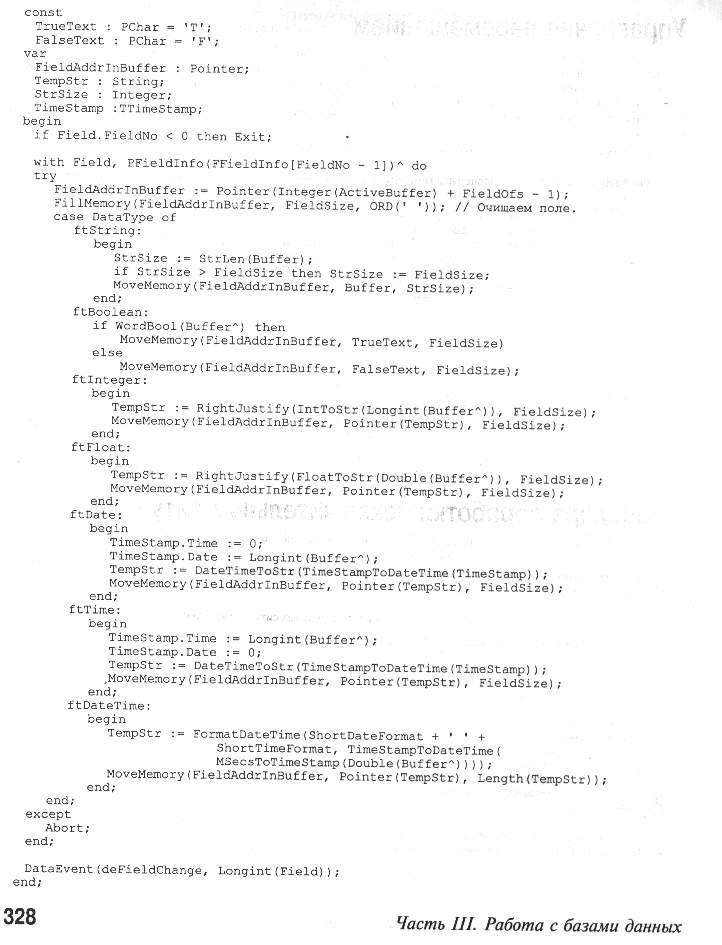 const
TrueText : PChar = 'T';
FalseText : PChar = 'F';
var
FieldAddrInBuffer : Pointer;
TempStr : String;
StrSize : Integer;
TimeStamp :TTimeStamp;
begin
if Field.FieldNo < 0 then Exit;
with Field, PFieldInfo(FFieldInfo[FieldNo - 1])^ do
try
FieldAddrInBuffer := Pointer(Integer(ActiveBuffer) + FieldOfs - 1);
FillMemory(FieldAddrInBuffer, FieldSize, ORD(' ')); // Очищаем поле.
case DataType of
ftString:
begin
StrSize := StrLen(Buffer);
if StrSize > FieldSize then StrSize := FieldSize;
MoveMemory(FieldAddrInBuffer, Buffer, StrSize);
end;
ftBoolean:
if WordBool(Buffer^) then
MoveMemory(FieldAddrInBuffer, TrueText, FieldSize)
else
MoveMemory(FieldAddrInBuffer, FalseText, FieldSize);
ftInteger:
begin
TempStr := RightJustify(IntToStr(Longint(Buffer^)), FieldSize);
MoveMemory(FieldAddrInBuffer, Pointer(TempStr), FieldSize);
end;
ftFloat:
begin
TempStr := RightJustify(FloatToStr(Double(Buffer^)), FieldSize);
MoveMemory(FieldAddrInBuffer, Pointer(TempStr), FieldSize);
end;
ftDate:
begin
TimeStamp.Time := 0;
TimeStamp.Date := Longint(Buffer^);
TempStr := DateTimeToStr(TimeStampToDateTime(TimeStamp));
MoveMemory(FieldAddrInBuffer, Pointer(TempStr), FieldSize);
end;
ftTime:
begin
TimeStamp.Time := Longint(Buffer^);
TimeStamp.Date := 0;
TempStr := DateTimeToStr(TimeStampToDateTime(TimeStamp));
MoveMemory(FieldAddrInBuffer, Pointer(TempStr), FieldSize);
end;
ftDateTime:
begin
TempStr := FormatDateTime(ShortDateFormat + ' ' +
ShortTimeFormat, TimeStampToDateTime(
MSecsToTimeStamp(Double(Buffer^))));
MoveMemory(FieldAddrInBuffer, Pointer(TempStr), Length(TempStr));
end;
end;
except
Abort;
end;
DataEvent(deFieldChange, Longint(Field));
end;
328
Часть III. Работа с базами данных